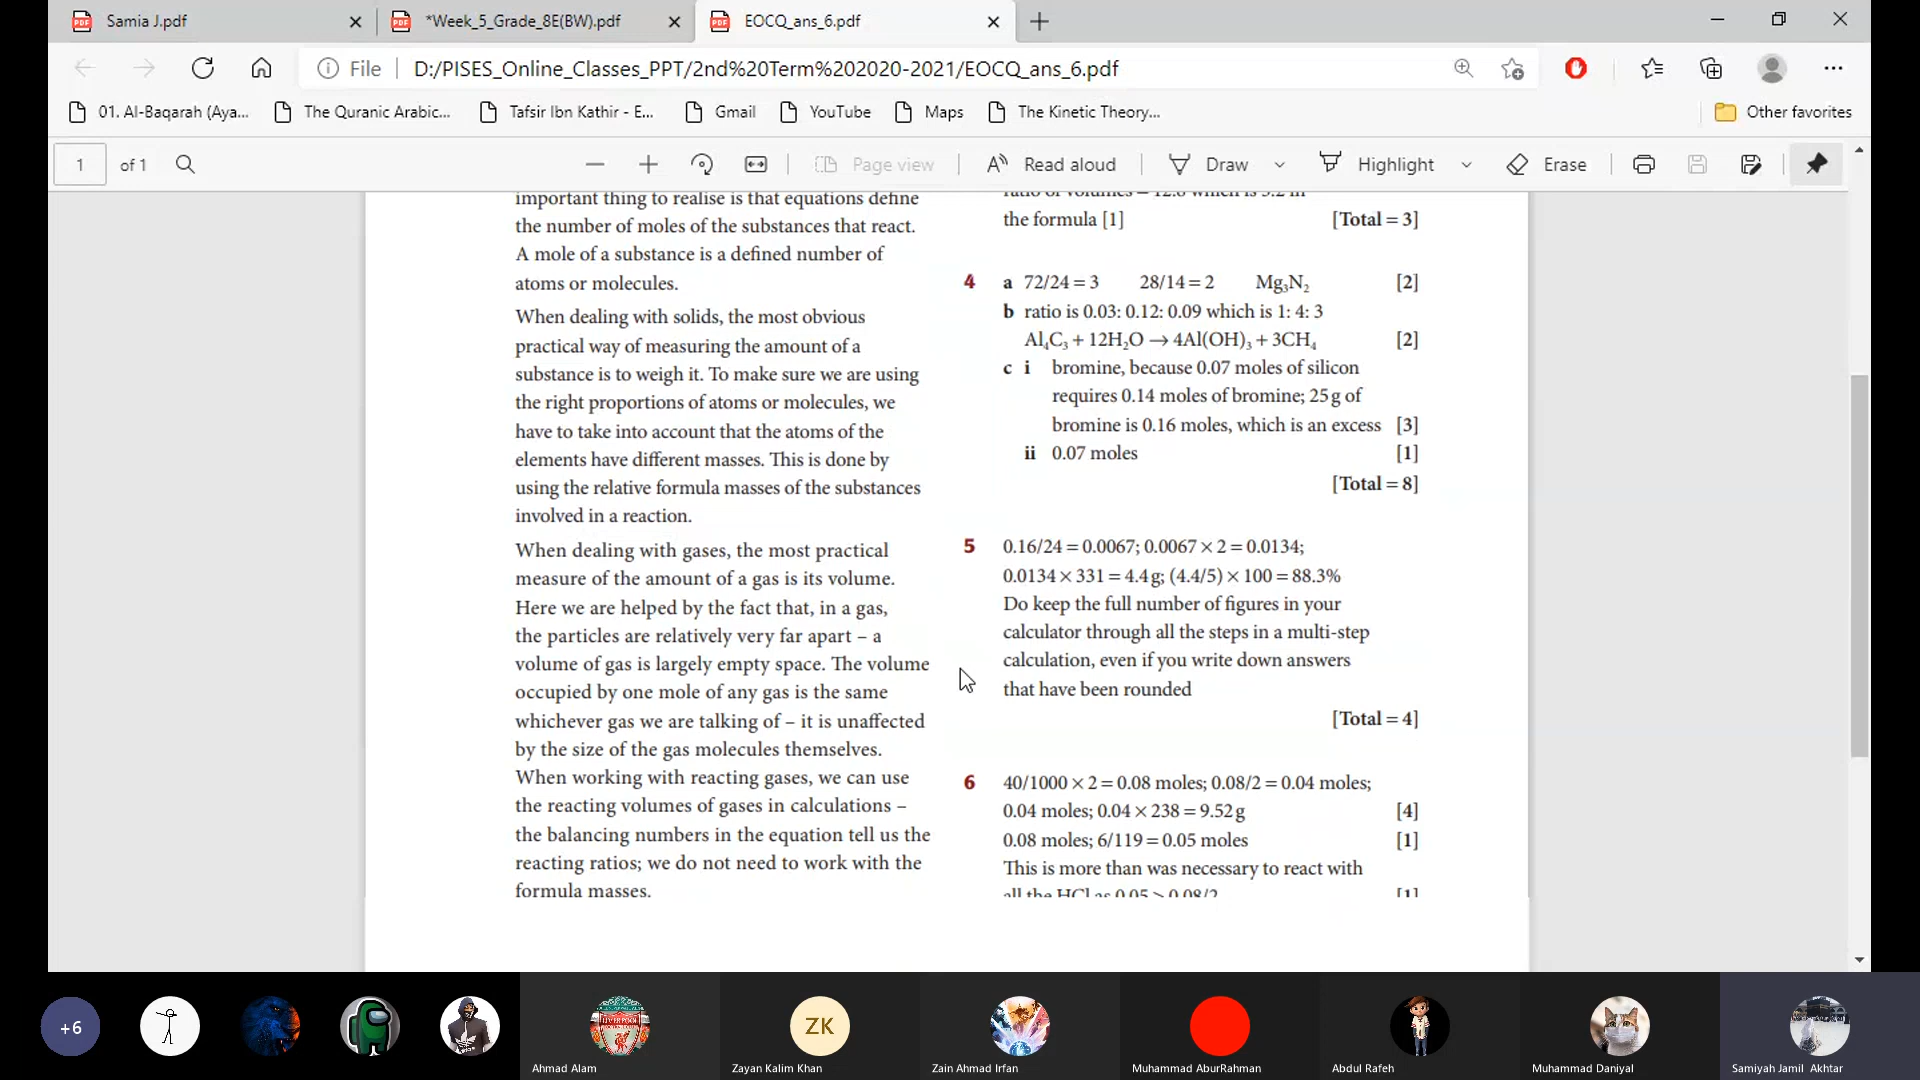 Samia J.pdf
*Week_5_Grade_8E(BW).pdf
EOCQ_ans_6.pdf
File
D:/PISES_Online_Classes_PPT/2nd%20Term%202020-2021/EOCQ_ans_6.pdf
01. Al-Baqarah (Aya...
The Quranic Arabic...
Tafsir Ibn Kathir - E...
Gmail
YouTube
Maps
The Kinetic Theory...
Other favorites
1 of 1
Page view
Read aloud
Draw
Highlight
Erase
important thing to realise is that equations define
the number of moles of the substances that react.
A mole of a substance is a defined number of
atoms or molecules.
When dealing with solids, the most obvious
practical way of measuring the amount of a
substance is to weigh it. To make sure we are using
the right proportions of atoms or molecules, we
have to take into account that the atoms of the
elements have different masses. This is done by
using the relative formula masses of the substances
involved in a reaction.
When dealing with gases, the most practical
measure of the amount of a gas is its volume.
Here we are helped by the fact that, in a gas,
the particles are relatively very far apart – a
volume of gas is largely empty space. The volume
occupied by one mole of any gas is the same
whichever gas we are talking of – it is unaffected
by the size of the gas molecules themselves.
When working with reacting gases, we can use
the reacting volumes of gases in calculations –
the balancing numbers in the equation tell us the
reacting ratios; we do not need to work with the
formula masses.
ratio of volumes = 12.8 which is 3.2 in
the formula [1] [Total = 3]
4 a 72/24 = 3 28/14 = 2 Mg₃N₂ [2]
b ratio is 0.03: 0.12: 0.09 which is 1: 4: 3
Al₄C₃ + 12H₂O → 4Al(OH)₃ + 3CH₄ [2]
c i bromine, because 0.07 moles of silicon
requires 0.14 moles of bromine; 25 g of
bromine is 0.16 moles, which is an excess [3]
ii 0.07 moles [1]
[Total = 8]
5 0.16/24 = 0.0067; 0.0067 × 2 = 0.0134;
0.0134 × 331 = 4.4 g; (4.4/5) × 100 = 88.3%
Do keep the full number of figures in your
calculator through all the steps in a multi-step
calculation, even if you write down answers
that have been rounded
[Total = 4]
6 40/1000 × 2 = 0.08 moles; 0.08/2 = 0.04 moles;
0.04 moles; 0.04 × 238 = 9.52 g [4]
0.08 moles; 6/119 = 0.05 moles [1]
This is more than was necessary to react with
all the HCl as 0.05 > 0.08/2 [1]
+6
ZK
Ahmad Alam
Zayan Kalim Khan
Zain Ahmad Irfan
Muhammad AburRahman
Abdul Rafeh
Muhammad Daniyal
Samiyah Jamil Akhtar